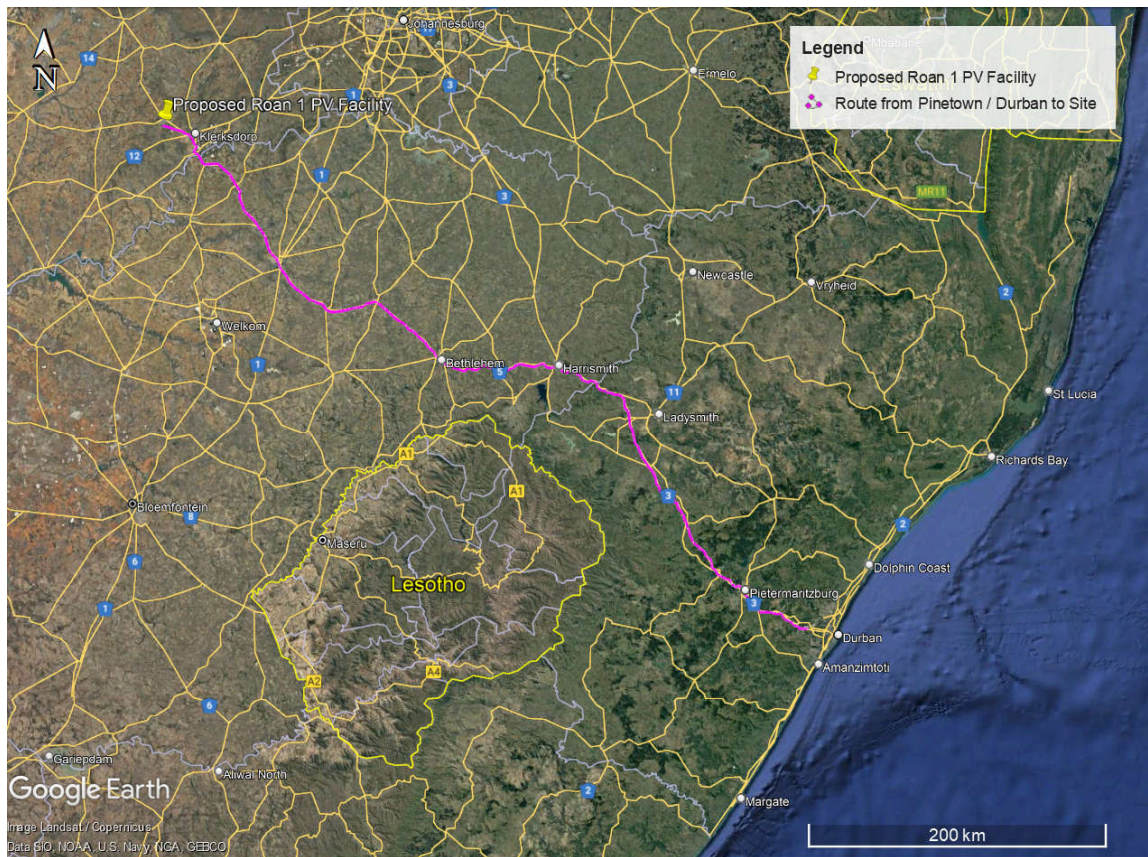 Johannesburg
14
3
N
Ermelo
Mbabane
Eswatini
Legend
Proposed Roan 1 PV Facility
Route from Pinetown / Durban to Site
Proposed Roan 1 PV Facility
1
Klerksdorp
12
1
3
MR11
Newcastle
Vryheid
2
Welkom
Bethlehem
1
5
Harrismith
11
Ladysmith
St Lucia
A1
Richards Bay
A1
3
Bloemfontein
8
2
Maseru
6
Dolphin Coast
Lesotho
Pietermaritzburg
3
1
Durban
Amanzimtoti
A4
A2
6
Gariepdam
Aliwal North
Google Earth
2
Margate
Image Landsat / Copernicus
Data SIO, NOAA, U.S. Navy, NGA, GEBCO
200 km